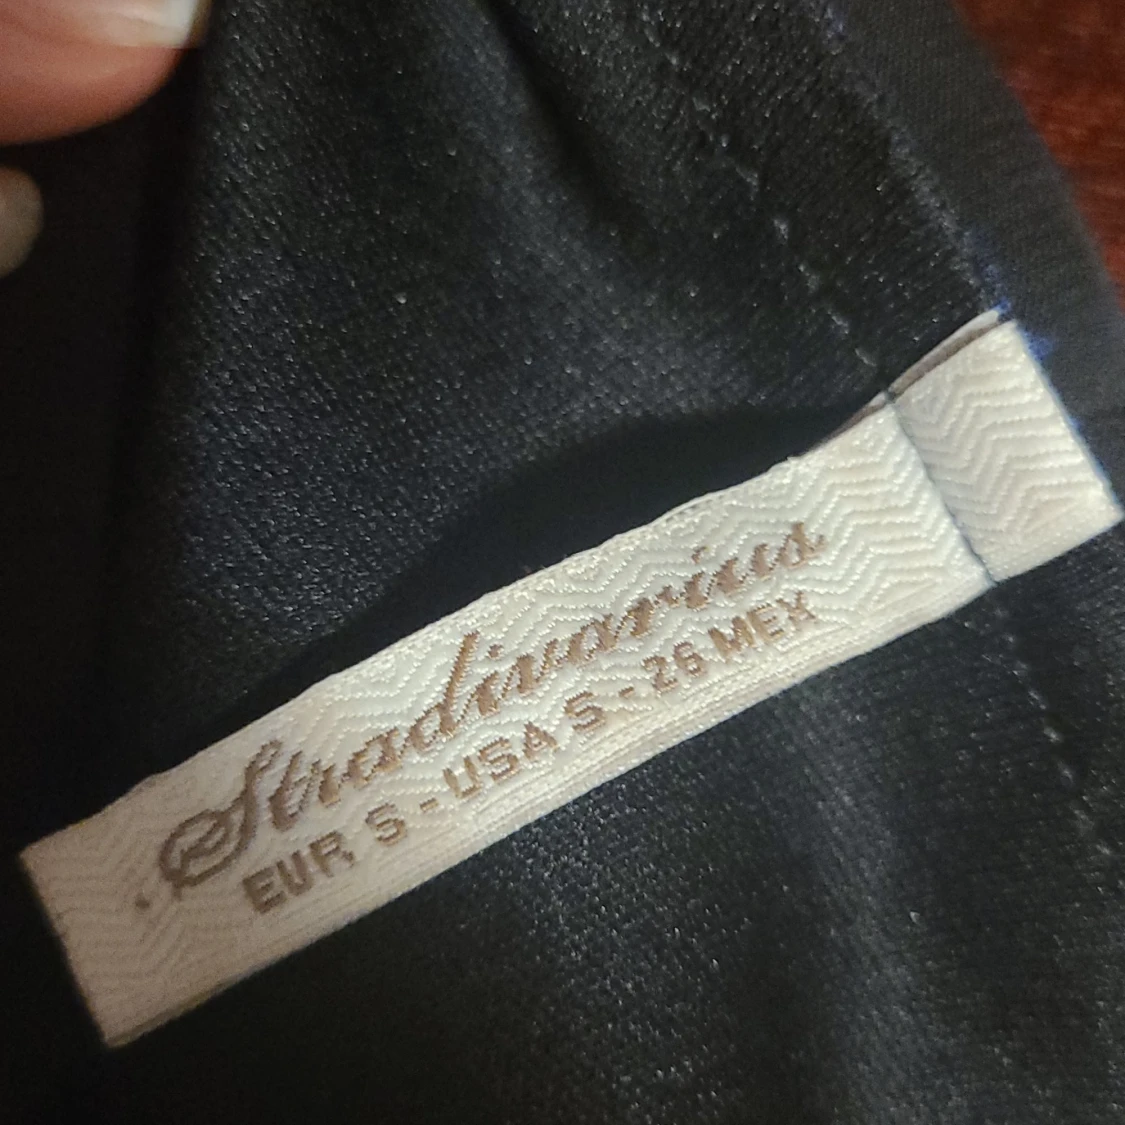 Stradivarius
EUR S - USA S - 26 MEX